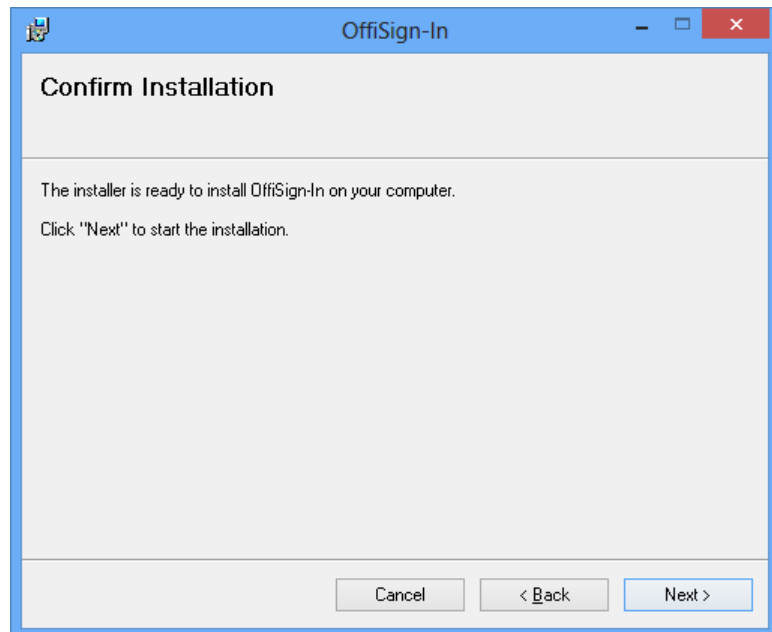 OffiSign-In
Confirm Installation
The installer is ready to install OffiSign-In on your computer.
Click "Next" to start the installation.
Cancel
< Back
Next >